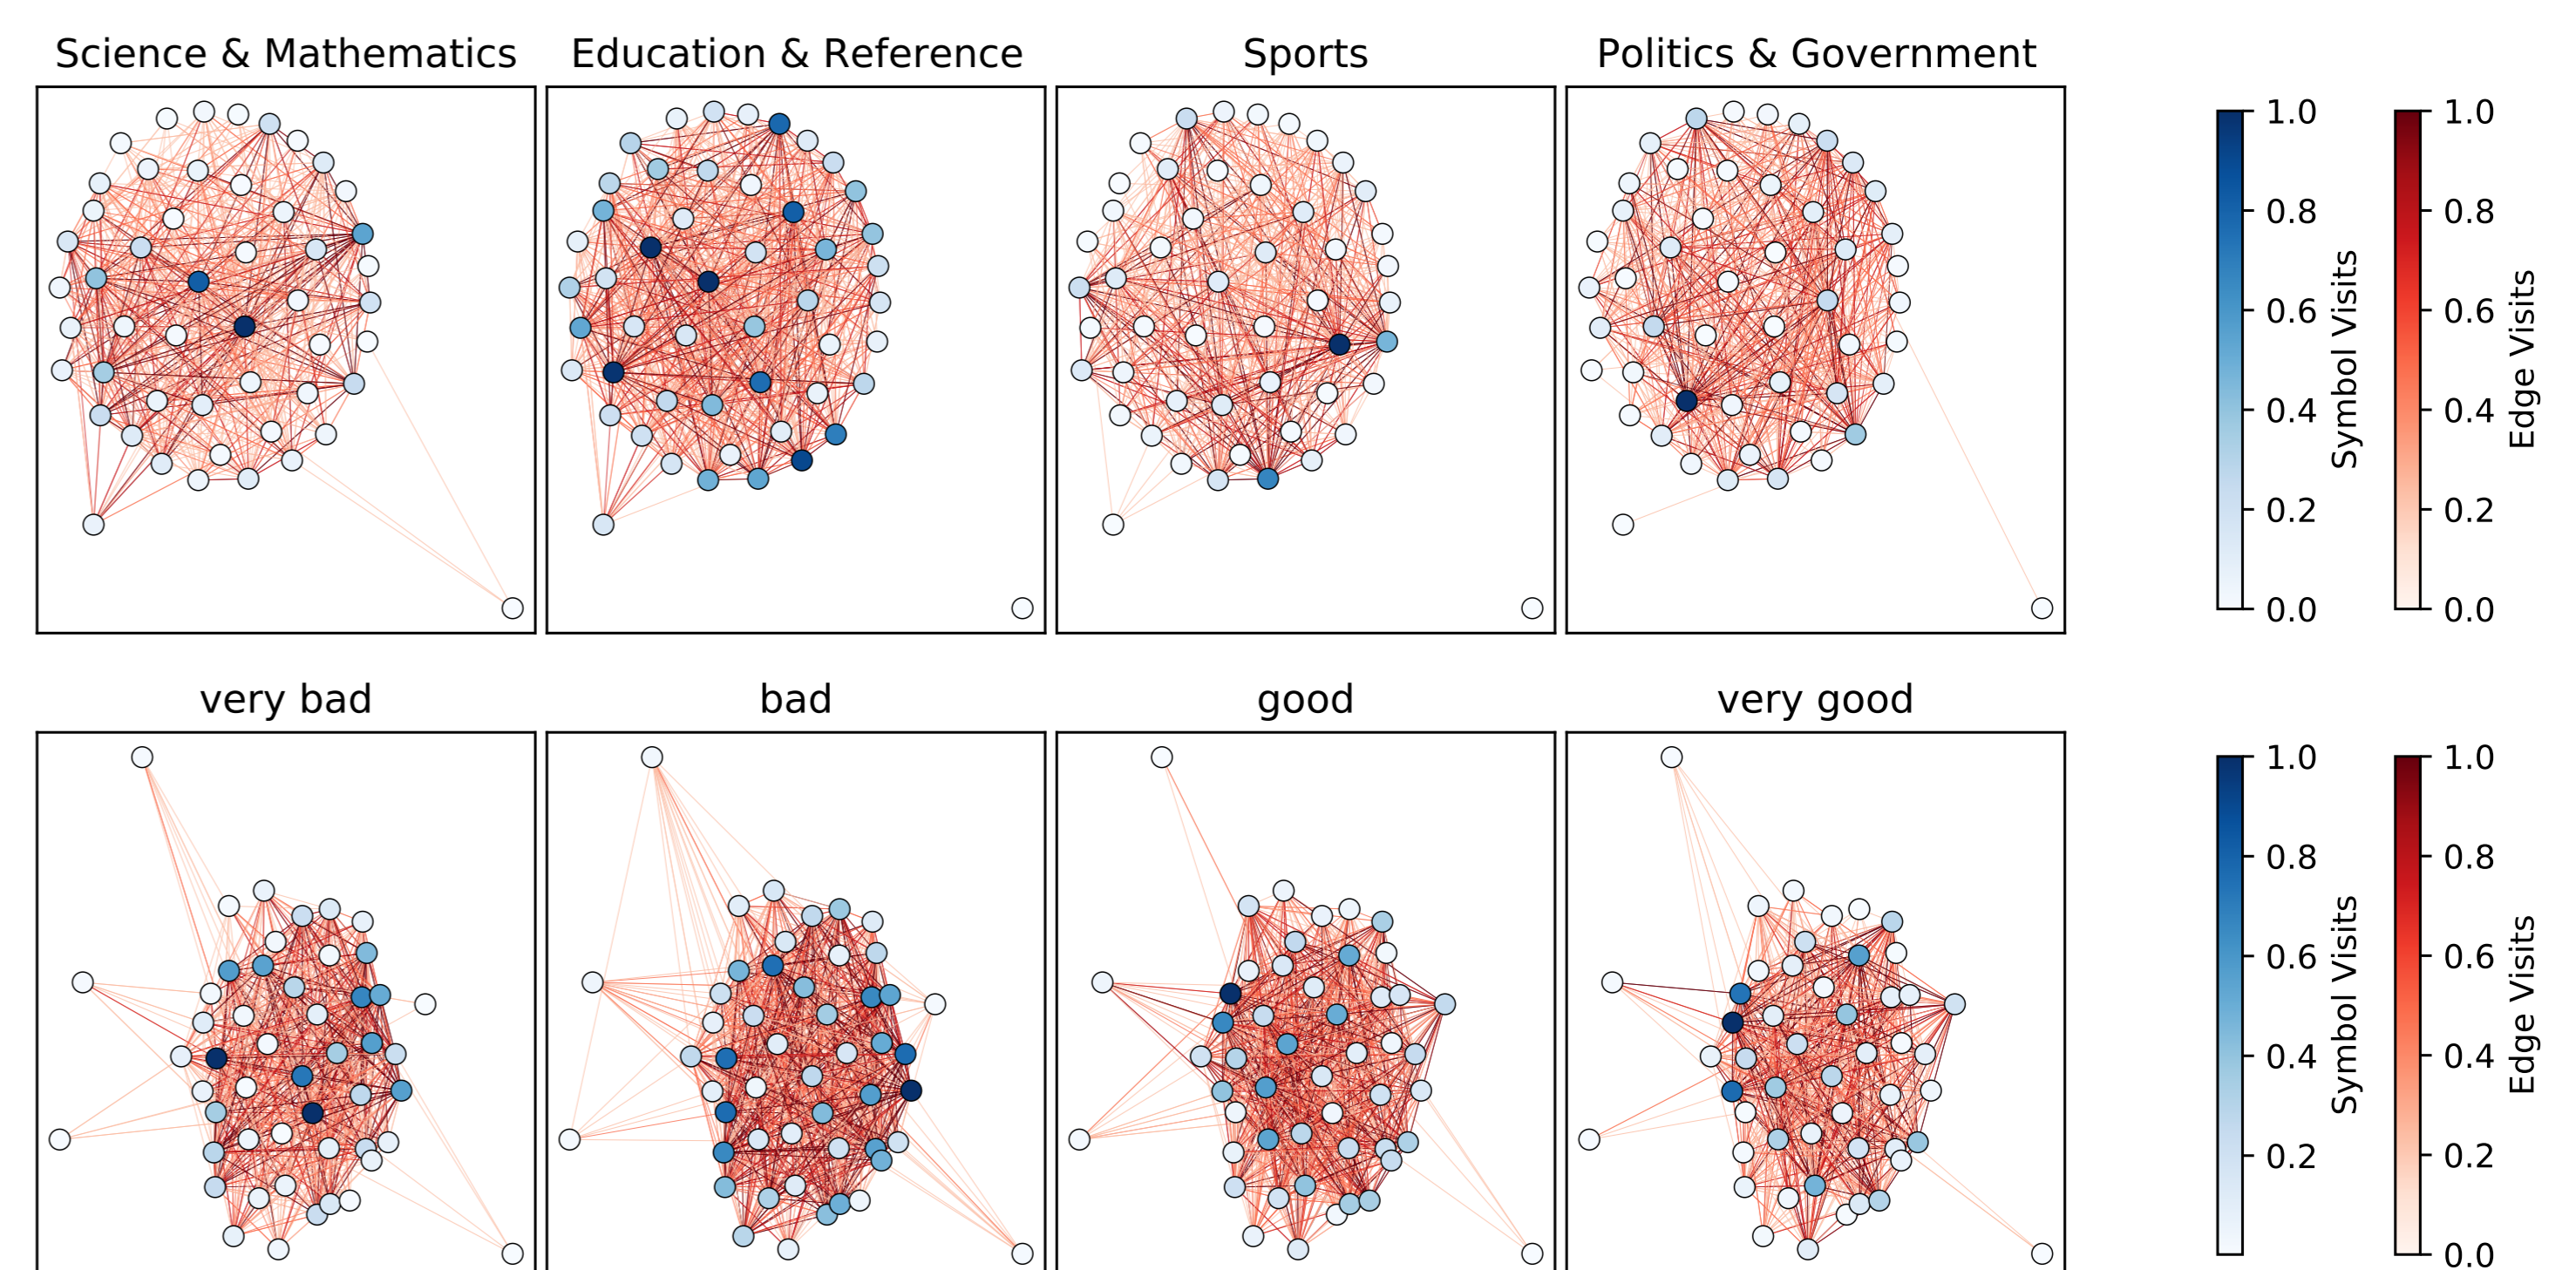 Science & Mathematics
Education & Reference
Sports
Politics & Government
1.0
0.8
0.6
0.4
0.2
0.0
Symbol Visits
1.0
0.8
0.6
0.4
0.2
0.0
Edge Visits
very bad
bad
good
very good
1.0
0.8
0.6
0.4
0.2
Symbol Visits
1.0
0.8
0.6
0.4
0.2
0.0
Edge Visits